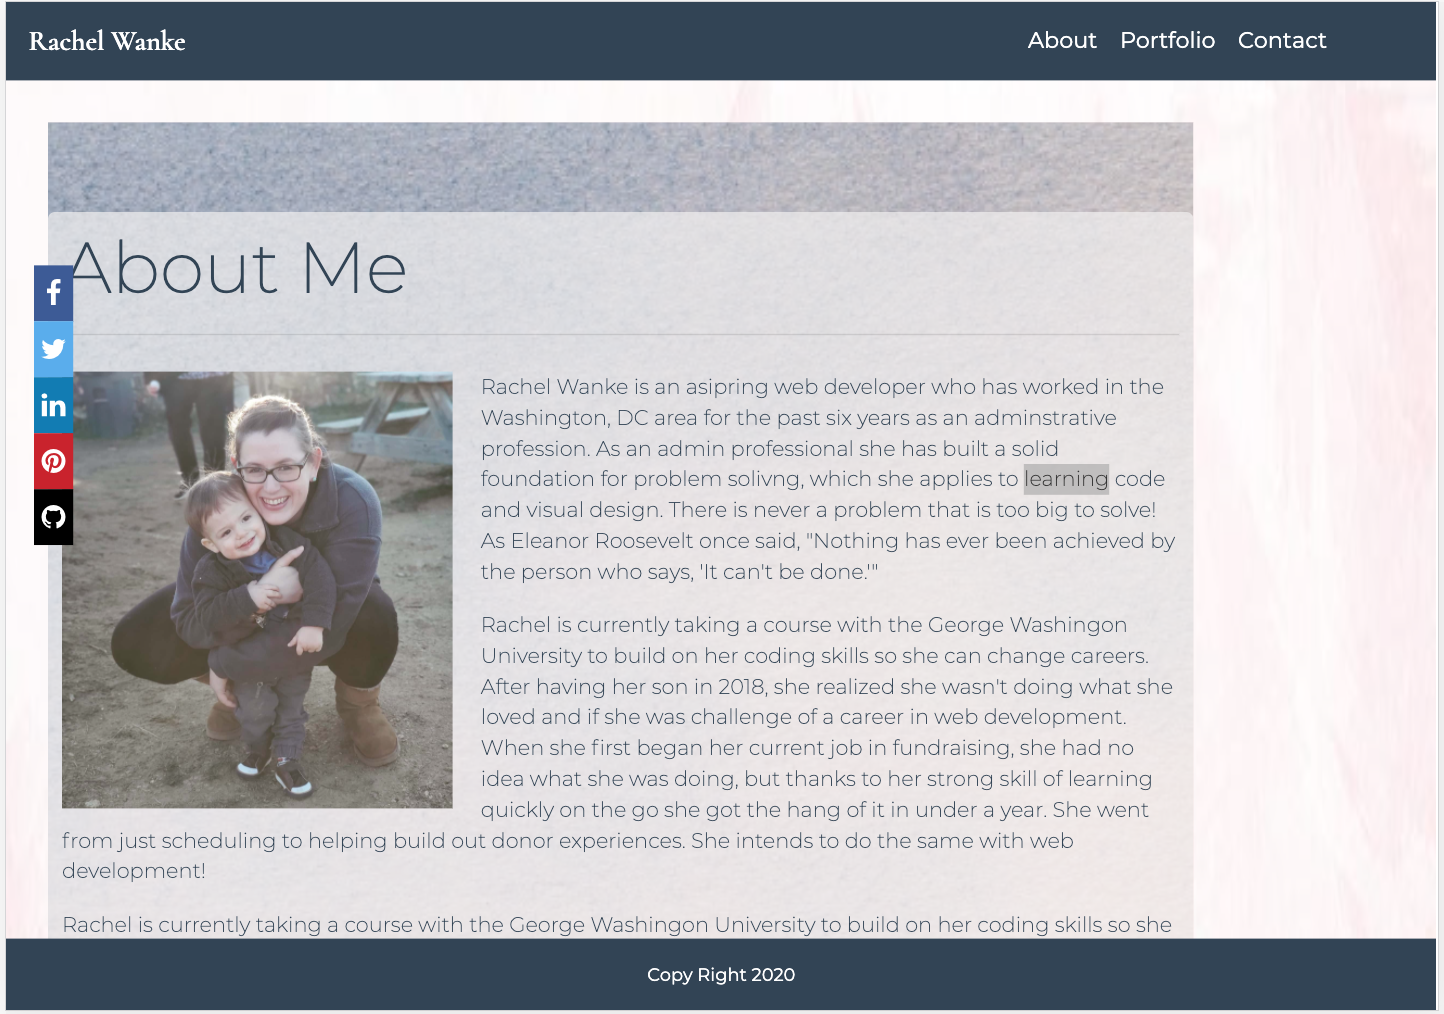 Rachel Wanke
About Portfolio Contact
About Me
Rachel Wanke is an asipring web developer who has worked in the
Washington, DC area for the past six years as an adminstrative
profession. As an admin professional she has built a solid
foundation for problem solivng, which she applies to learning code
and visual design. There is never a problem that is too big to solve!
As Eleanor Roosevelt once said, "Nothing has ever been achieved by
the person who says, 'It can't be done.'"
Rachel is currently taking a course with the George Washingon
University to build on her coding skills so she can change careers.
After having her son in 2018, she realized she wasn't doing what she
loved and if she was challenge of a career in web development.
When she first began her current job in fundraising, she had no
idea what she was doing, but thanks to her strong skill of learning
quickly on the go she got the hang of it in under a year. She went
from just scheduling to helping build out donor experiences. She intends to do the same with web
development!
Rachel is currently taking a course with the George Washingon University to build on her coding skills so she
Copy Right 2020